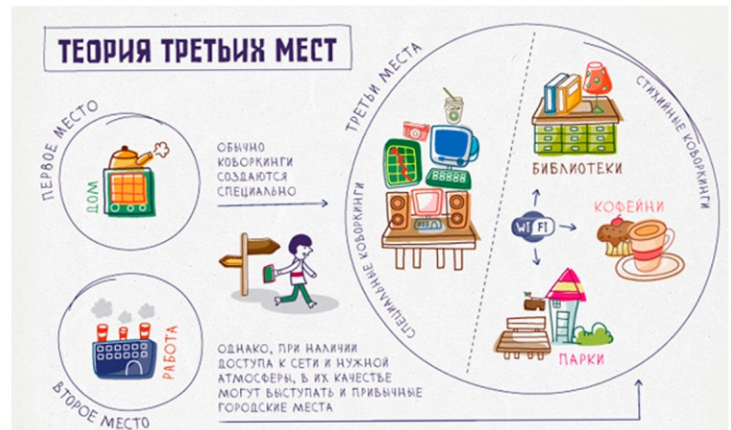 ТЕОРИЯ ТРЕТЬИХ МЕСТ
ПЕРВОЕ МЕСТО
ДОМ
ОБЫЧНО
КОВОРКИНГИ
СОЗДАЮТСЯ
СПЕЦИАЛЬНО
ВТОРОЕ МЕСТО
РАБОТА
ОДНАКО, ПРИ НАЛИЧИИ
ДОСТУПА К СЕТИ И НУЖНОЙ
АТМОСФЕРЫ, В ИХ КАЧЕСТВЕ
МОГУТ ВЫСТУПАТЬ И ПРИВЫЧНЫЕ
ГОРОДСКИЕ МЕСТА
ТРЕТЬИ МЕСТА
СПЕЦИАЛЬНЫЕ КОВОРКИНГИ
СТИХИЙНЫЕ КОВОРКИНГИ
БИБЛИОТЕКИ
КОФЕЙНИ
WI FI
ПАРКИ